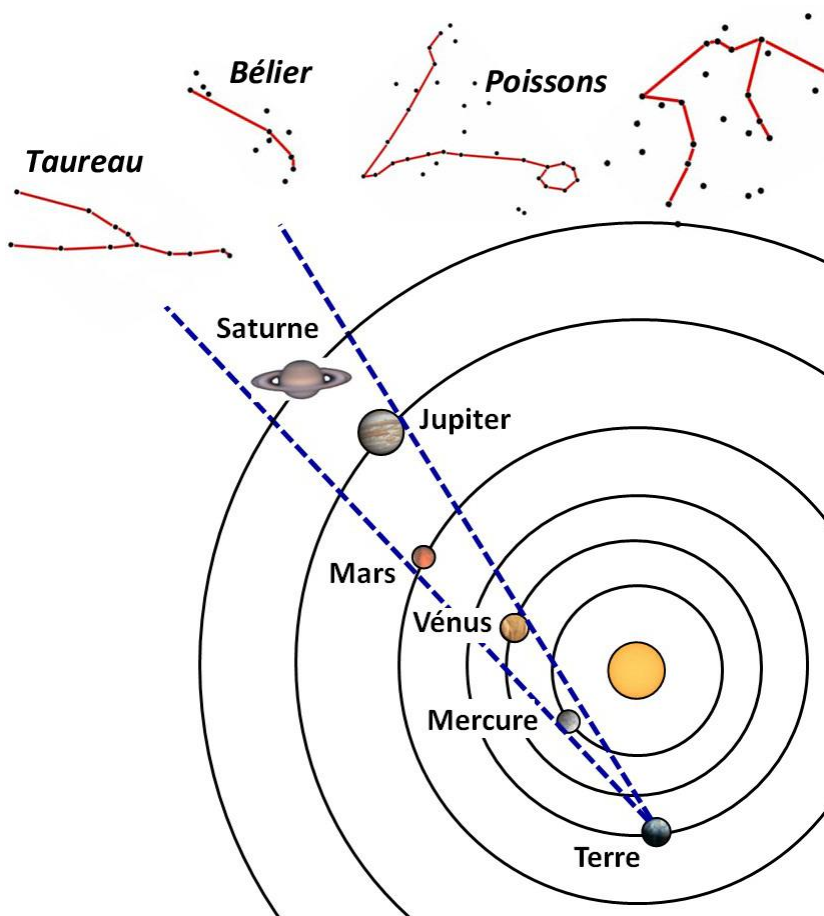 Bélier
Poissons
Taureau
Saturne
Jupiter
Mars
Vénus
Mercure
Terre